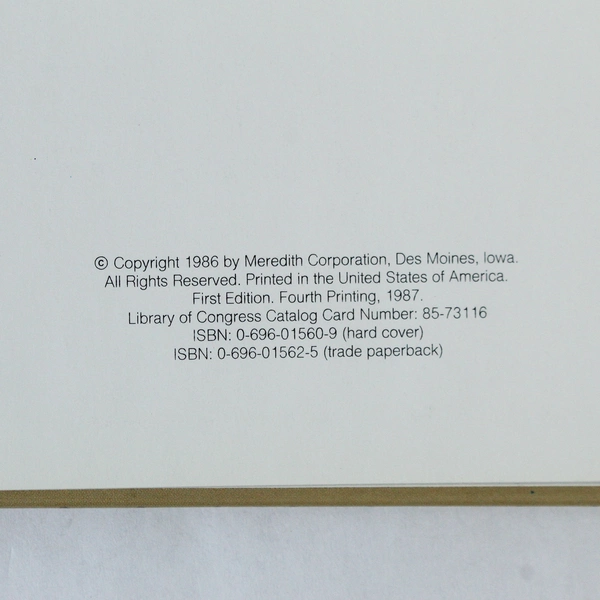 © Copyright 1986 by Meredith Corporation, Des Moines, Iowa.
All Rights Reserved. Printed in the United States of America.
First Edition. Fourth Printing, 1987.
Library of Congress Catalog Card Number: 85-73116
ISBN: 0-696-01560-9 (hard cover)
ISBN: 0-696-01562-5 (trade paperback)